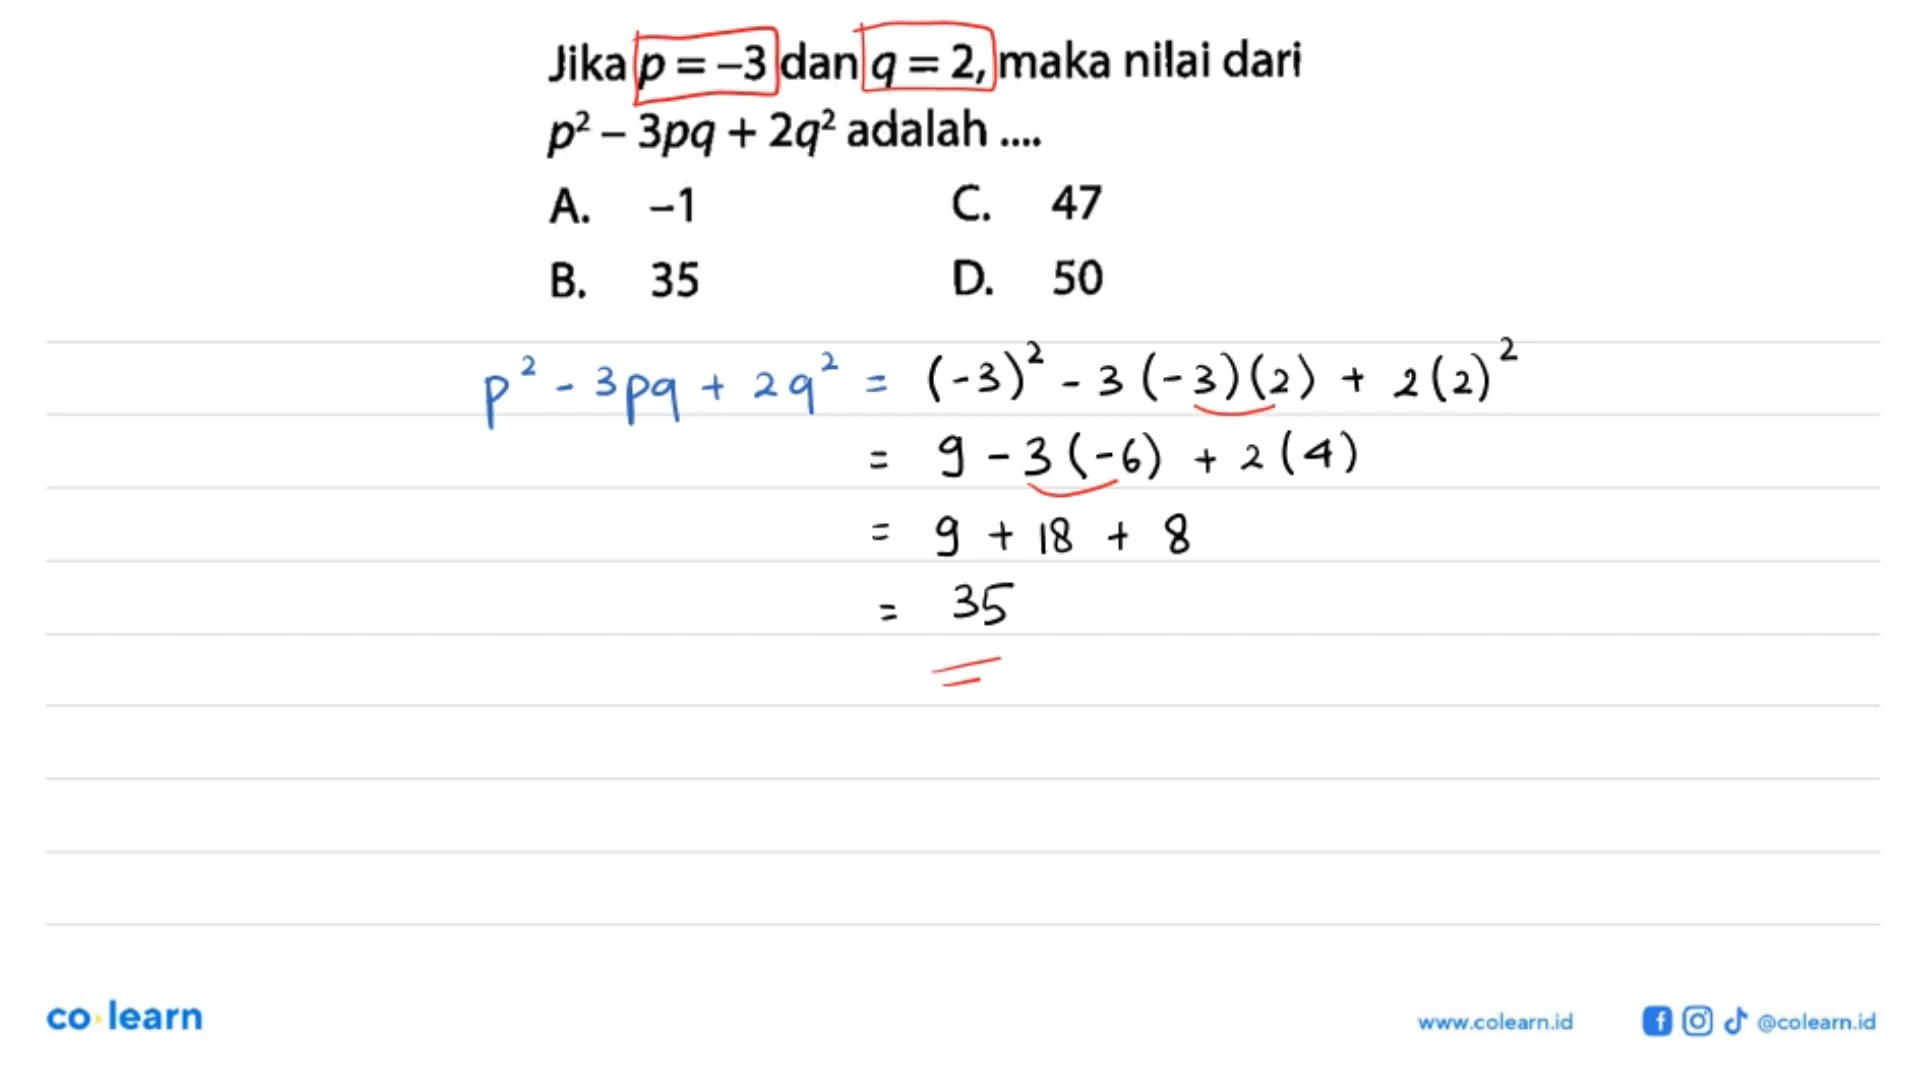 Jika p = –3 dan q = 2, maka nilai dari
p² – 3pq + 2q² adalah ....
A. –1 C. 47
B. 35 D. 50
p² - 3pq + 2q² = (-3)² - 3(-3)(2) + 2(2)²
= 9 - 3(-6) + 2(4)
= 9 + 18 + 8
= 35
co learn
www.colearn.id @colearn.id